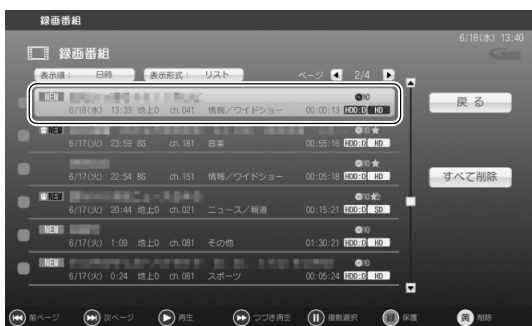 録画番組
6/18(水) 13:40
録画番組
G
表示順： 日時 表示形式： リスト ページ 2/4
NEW 10
6/18(水) 13:33 地上D ch.041 情報／ワイドショー 00:00:13 HDD:D HD
戻る
NEW 10★
6/17(火) 23:59 BS ch.181 音楽 00:55:16 HDD:D HD
10★
6/17(火) 22:54 BS ch.151 情報／ワイドショー 00:05:18 HDD:D HD
すべて削除
NEW 10
6/17(火) 20:44 地上D ch.021 ニュース／報道 00:15:21 HDD:D SD
NEW 10
6/17(火) 1:09 地上D ch.081 その他 01:30:21 HDD:D HD
NEW 10
6/17(火) 0:24 地上D ch.061 スポーツ 00:05:24 HDD:D HD
前ページ 次ページ 再生 つづき再生 複数選択 緑 保護 黄 削除